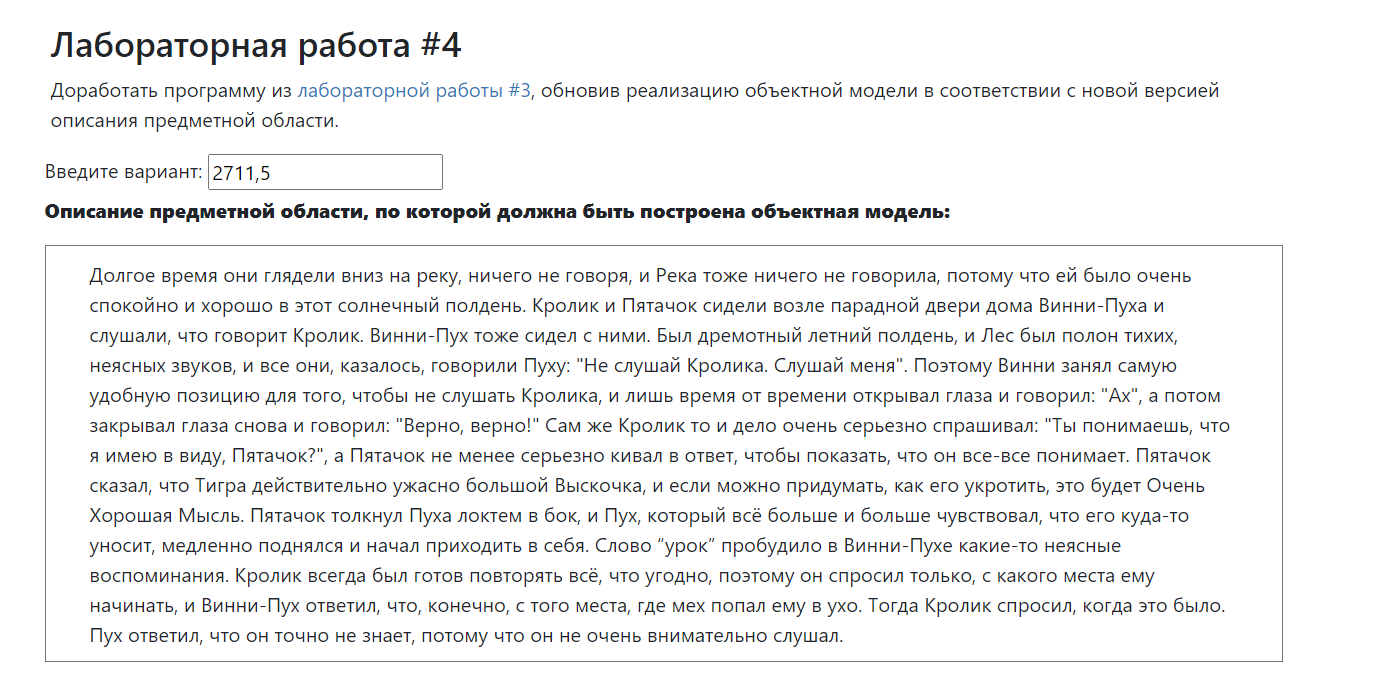 Лабораторная работа #4
Доработать программу из лабораторной работы #3, обновив реализацию объектной модели в соответствии с новой версией
описания предметной области.
Введите вариант: 2711,5
Описание предметной области, по которой должна быть построена объектная модель:
Долгое время они глядели вниз на реку, ничего не говоря, и Река тоже ничего не говорила, потому что ей было очень
спокойно и хорошо в этот солнечный полдень. Кролик и Пятачок сидели возле парадной двери дома Винни-Пуха и
слушали, что говорит Кролик. Винни-Пух тоже сидел с ними. Был дремотный летний полдень, и Лес был полон тихих,
неясных звуков, и все они, казалось, говорили Пуху: "Не слушай Кролика. Слушай меня". Поэтому Винни занял самую
удобную позицию для того, чтобы не слушать Кролика, и лишь время от времени открывал глаза и говорил: "Ах", а потом
закрывал глаза снова и говорил: "Верно, верно!" Сам же Кролик то и дело очень серьезно спрашивал: "Ты понимаешь, что
я имею в виду, Пятачок?", а Пятачок не менее серьезно кивал в ответ, чтобы показать, что он все-все понимает. Пятачок
сказал, что Тигра действительно ужасно большой Выскочка, и если можно придумать, как его укротить, это будет Очень
Хорошая Мысль. Пятачок толкнул Пуха локтем в бок, и Пух, который всё больше и больше чувствовал, что его куда-то
уносит, медленно поднялся и начал приходить в себя. Слово “урок” пробудило в Винни-Пухе какие-то неясные
воспоминания. Кролик всегда был готов повторять всё, что угодно, поэтому он спросил только, с какого места ему
начинать, и Винни-Пух ответил, что, конечно, с того места, где мех попал ему в ухо. Тогда Кролик спросил, когда это было.
Пух ответил, что он точно не знает, потому что он не очень внимательно слушал.